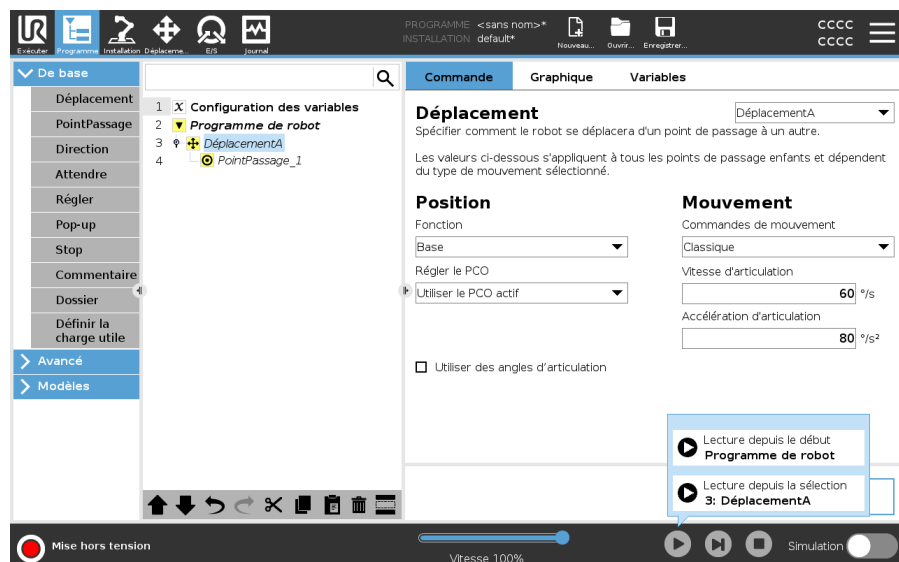 PROGRAMME <sans nom>*
INSTALLATION default*
CCCC
CCCC
UR
Exécuter
Programme
Installation
Déplaceme...
E/S
Journal
Nouveau...
Ouvrir...
Enregistrer...
De base
Déplacement
PointPassage
Direction
Attendre
Régler
Pop-up
Stop
Commentaire
Dossier
Définir la
charge utile
Avancé
Modèles
1 X Configuration des variables
2 Programme de robot
3 DéplacementA
4 PointPassage_1
Commande
Graphique
Variables
Déplacement
DéplacementA
Spécifier comment le robot se déplacera d'un point de passage à un autre.
Les valeurs ci-dessous s'appliquent à tous les points de passage enfants et dépendent
du type de mouvement sélectionné.
Position
Fonction
Base
Régler le PCO
Utiliser le PCO actif
Utiliser des angles d'articulation
Mouvement
Commandes de mouvement
Classique
Vitesse d'articulation
60 °/s
Accélération d'articulation
80 °/s²
Lecture depuis le début
Programme de robot
Lecture depuis la sélection
3: DéplacementA
Mise hors tension
Vitesse 100%
Simulation